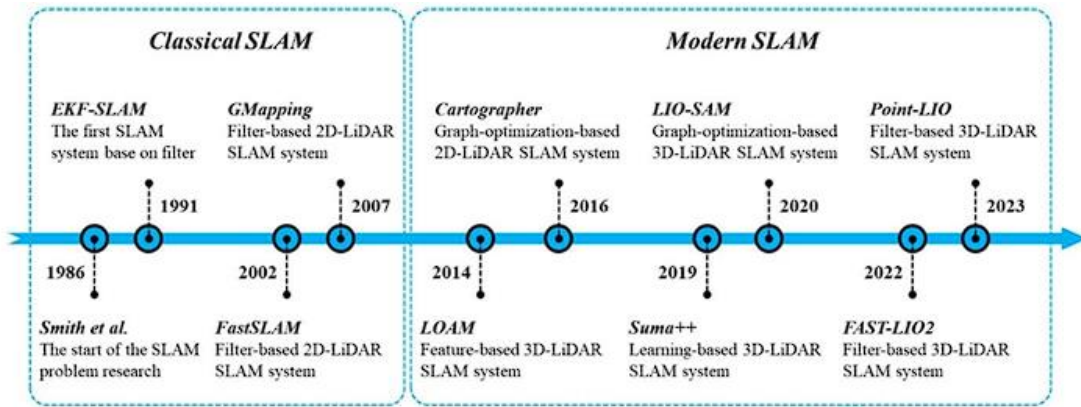 Classical SLAM
Modern SLAM
EKF-SLAM
The first SLAM
system base on filter
GMapping
Filter-based 2D-LiDAR
SLAM system
Cartographer
Graph-optimization-based
2D-LiDAR SLAM system
LIO-SAM
Graph-optimization-based
3D-LiDAR SLAM system
Point-LIO
Filter-based 3D-LiDAR
SLAM system
1991
2007
2016
2020
2023
1986
2002
2014
2019
2022
Smith et al.
The start of the SLAM
problem research
FastSLAM
Filter-based 2D-LiDAR
SLAM system
LOAM
Feature-based 3D-LiDAR
SLAM system
Suma++
Learning-based 3D-LiDAR
SLAM system
FAST-LIO2
Filter-based 3D-LiDAR
SLAM system